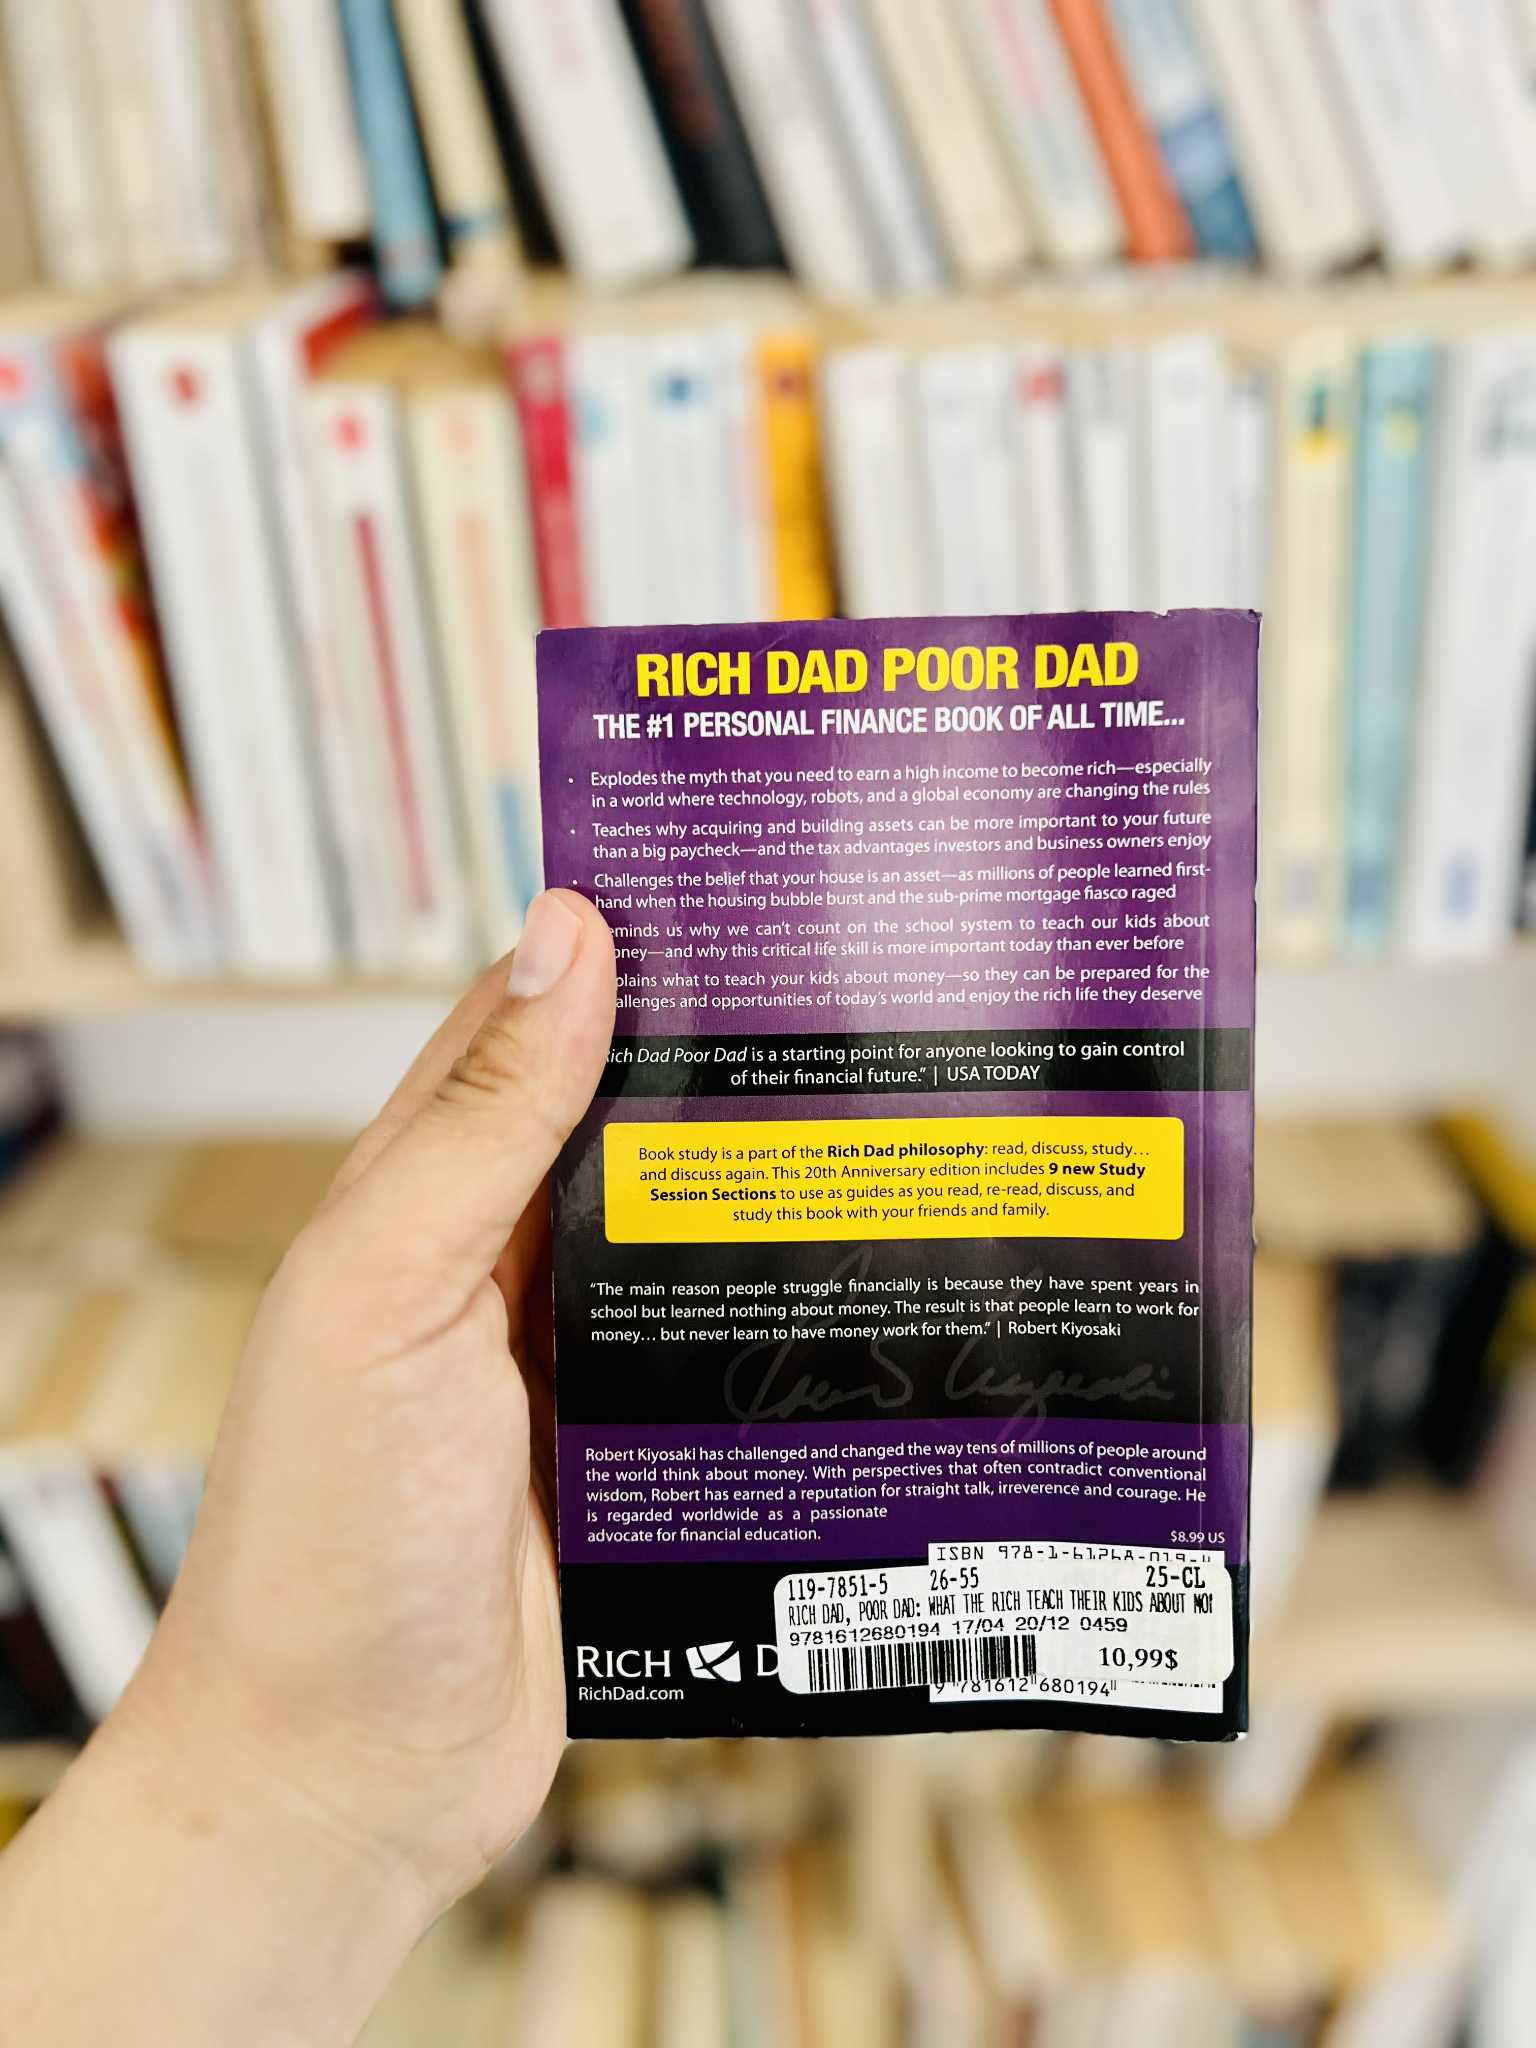 RICH DAD POOR DAD
THE #1 PERSONAL FINANCE BOOK OF ALL TIME...
• Explodes the myth that you need to earn a high income to become rich—especially
in a world where technology, robots, and a global economy are changing the rules
• Teaches why acquiring and building assets can be more important to your future
than a big paycheck—and the tax advantages investors and business owners enjoy
• Challenges the belief that your house is an asset—as millions of people learned first-
hand when the housing bubble burst and the sub-prime mortgage fiasco raged
eminds us why we can't count on the school system to teach our kids about
oney—and why this critical life skill is more important today than ever before
plains what to teach your kids about money—so they can be prepared for the
allenges and opportunities of today's world and enjoy the rich life they deserve
ich Dad Poor Dad is a starting point for anyone looking to gain control
of their financial future." | USA TODAY
Book study is a part of the Rich Dad philosophy: read, discuss, study…
and discuss again. This 20th Anniversary edition includes 9 new Study
Session Sections to use as guides as you read, re-read, discuss, and
study this book with your friends and family.
"The main reason people struggle financially is because they have spent years in
school but learned nothing about money. The result is that people learn to work for
money… but never learn to have money work for them." | Robert Kiyosaki
Robert Kiyosaki has challenged and changed the way tens of millions of people around
the world think about money. With perspectives that often contradict conventional
wisdom, Robert has earned a reputation for straight talk, irreverence and courage. He
is regarded worldwide as a passionate
advocate for financial education.
$8.99 US
ISBN 978-1-61268-019-4
119-7851-5 26-55 25-CL
RICH DAD, POOR DAD: WHAT THE RICH TEACH THEIR KIDS ABOUT MO
9781612680194 17/04 20/12 0459
10,99$
9 781612 680194
RICH D
RichDad.com